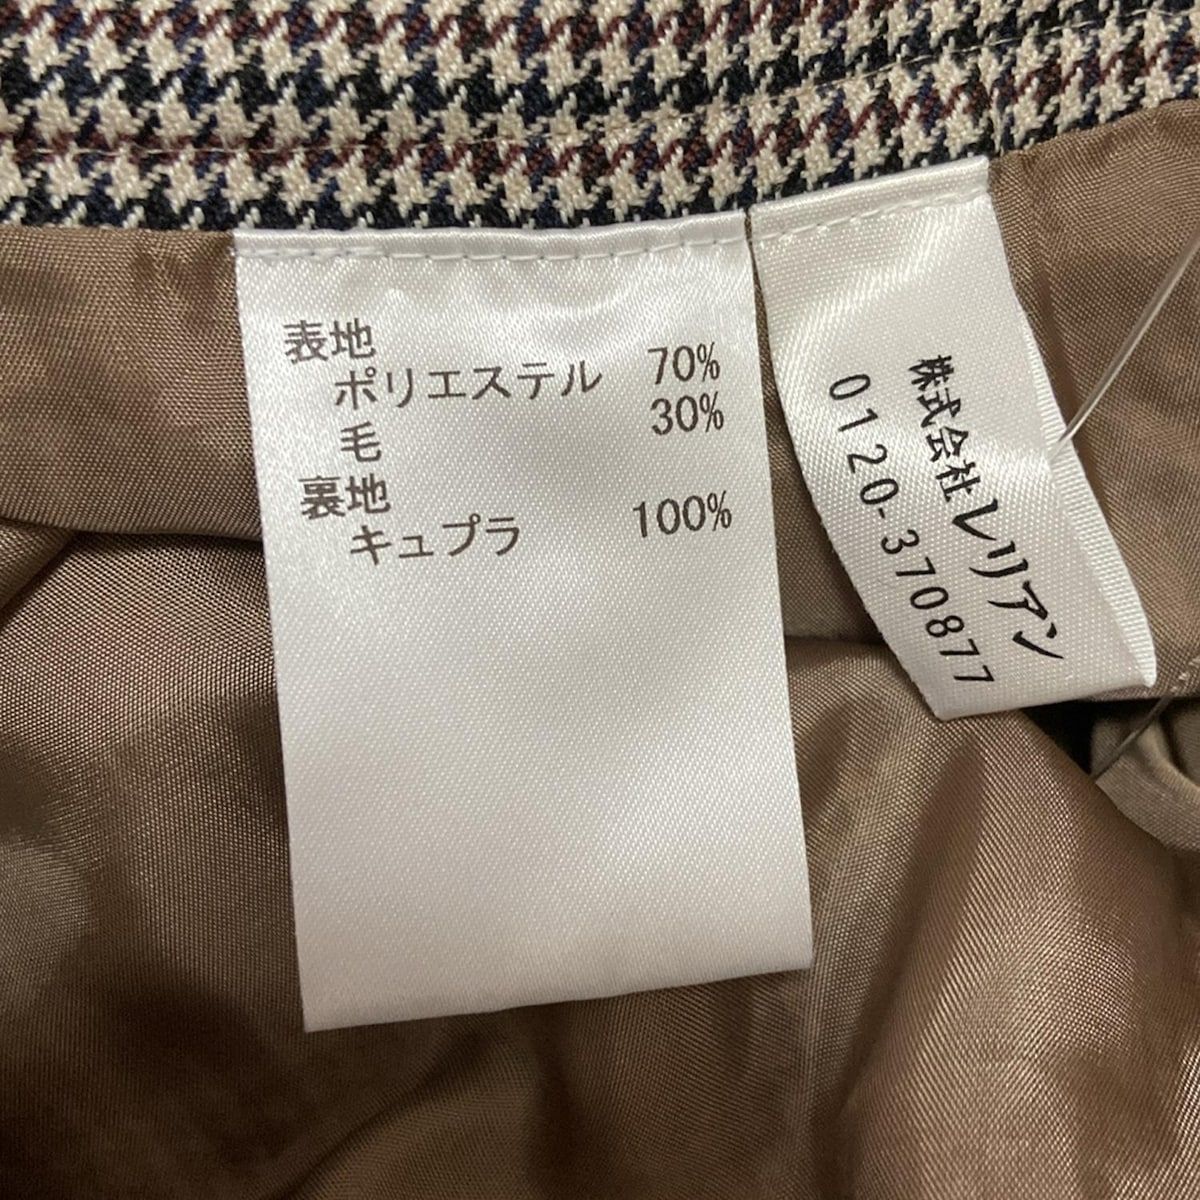 表地
ポリエステル 70%
毛 30%
裏地
キュプラ 100%
株式会社レリアン
0120-370877